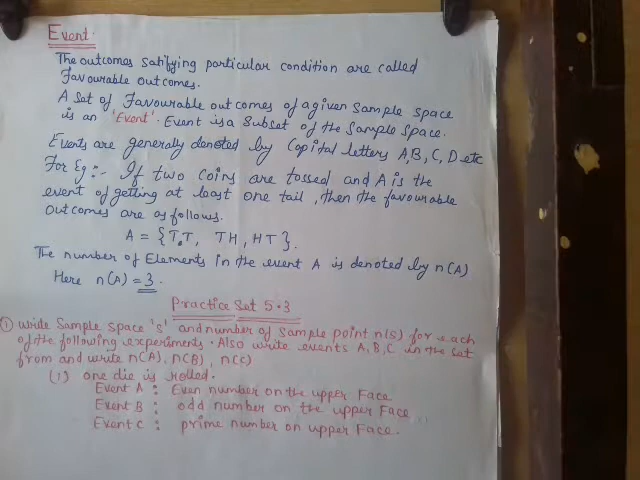 Event.
The outcomes satifying particular condition are called
Favourable outcomes.
A set of Favourable outcomes of a given sample space
is an 'Event'. Event is a subset of the sample space.
Events are generally denoted by Capital letters A, B, C, D etc
For Eg :- If two coins are tossed and A is the
event of getting at least one tail, then the favourable
outcomes are as follows.
A = {T.T, TH, HT}.
The number of Elements in the event A is denoted by n(A)
Here n(A) = 3.
Practice Set 5.3
① write Sample space 's' and number of sample point n(s) for each
of the following experiments. Also write events A, B, C in the set
from and write n(A), n(B), n(C)
(1) one die is rolled.
Event A : Even number on the upper Face
Event B : odd number on the upper Face
Event C : prime number on upper Face.